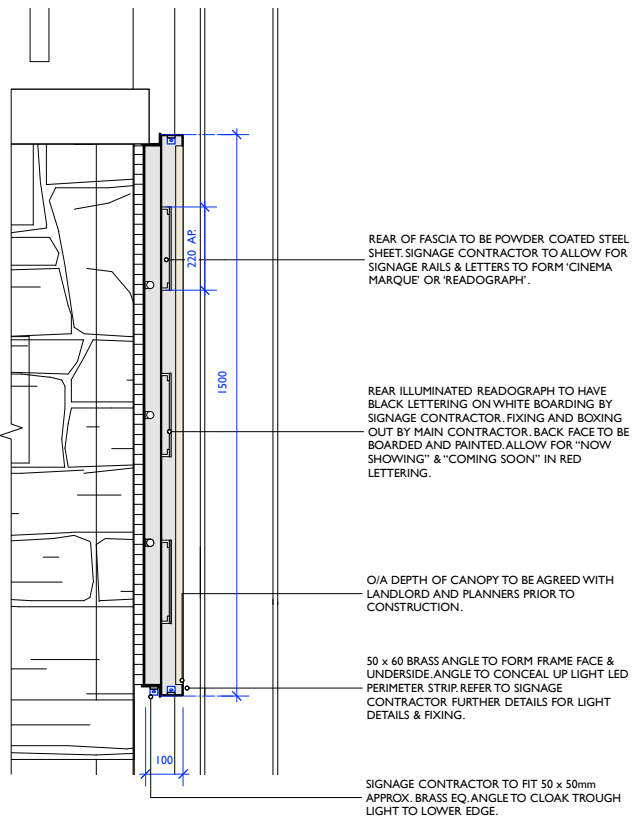 REAR OF FASCIA TO BE POWDER COATED STEEL
SHEET. SIGNAGE CONTRACTOR TO ALLOW FOR
SIGNAGE RAILS & LETTERS TO FORM 'CINEMA
MARQUE' OR 'READOGRAPH'.
220 AP.
1500
REAR ILLUMINATED READOGRAPH TO HAVE
BLACK LETTERING ON WHITE BOARDING BY
SIGNAGE CONTRACTOR. FIXING AND BOXING
OUT BY MAIN CONTRACTOR. BACK FACE TO BE
BOARDED AND PAINTED. ALLOW FOR "NOW
SHOWING" & "COMING SOON" IN RED
LETTERING.
O/A DEPTH OF CANOPY TO BE AGREED WITH
LANDLORD AND PLANNERS PRIOR TO
CONSTRUCTION.
50 x 60 BRASS ANGLE TO FORM FRAME FACE &
UNDERSIDE. ANGLE TO CONCEAL UP LIGHT LED
PERIMETER STRIP. REFER TO SIGNAGE
CONTRACTOR FURTHER DETAILS FOR LIGHT
DETAILS & FIXING.
100
SIGNAGE CONTRACTOR TO FIT 50 x 50mm
APPROX. BRASS EQ. ANGLE TO CLOAK TROUGH
LIGHT TO LOWER EDGE.